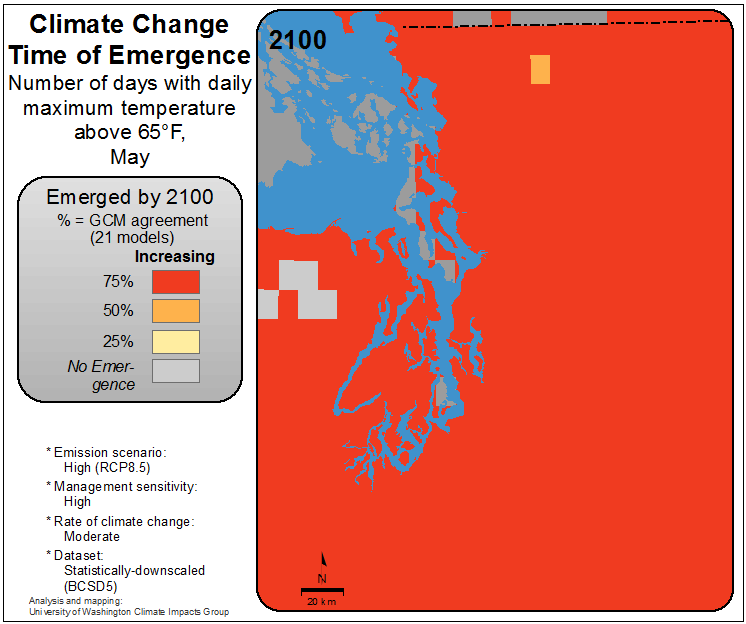 Climate Change
Time of Emergence
Number of days with daily
maximum temperature
above 65°F,
May
Emerged by 2100
% = GCM agreement
(21 models)
Increasing
75%
50%
25%
No Emer-
gence
* Emission scenario:
High (RCP8.5)
* Management sensitivity:
High
* Rate of climate change:
Moderate
* Dataset:
Statistically-downscaled
(BCSD5)
Analysis and mapping:
University of Washington Climate Impacts Group
2100
N
20 km